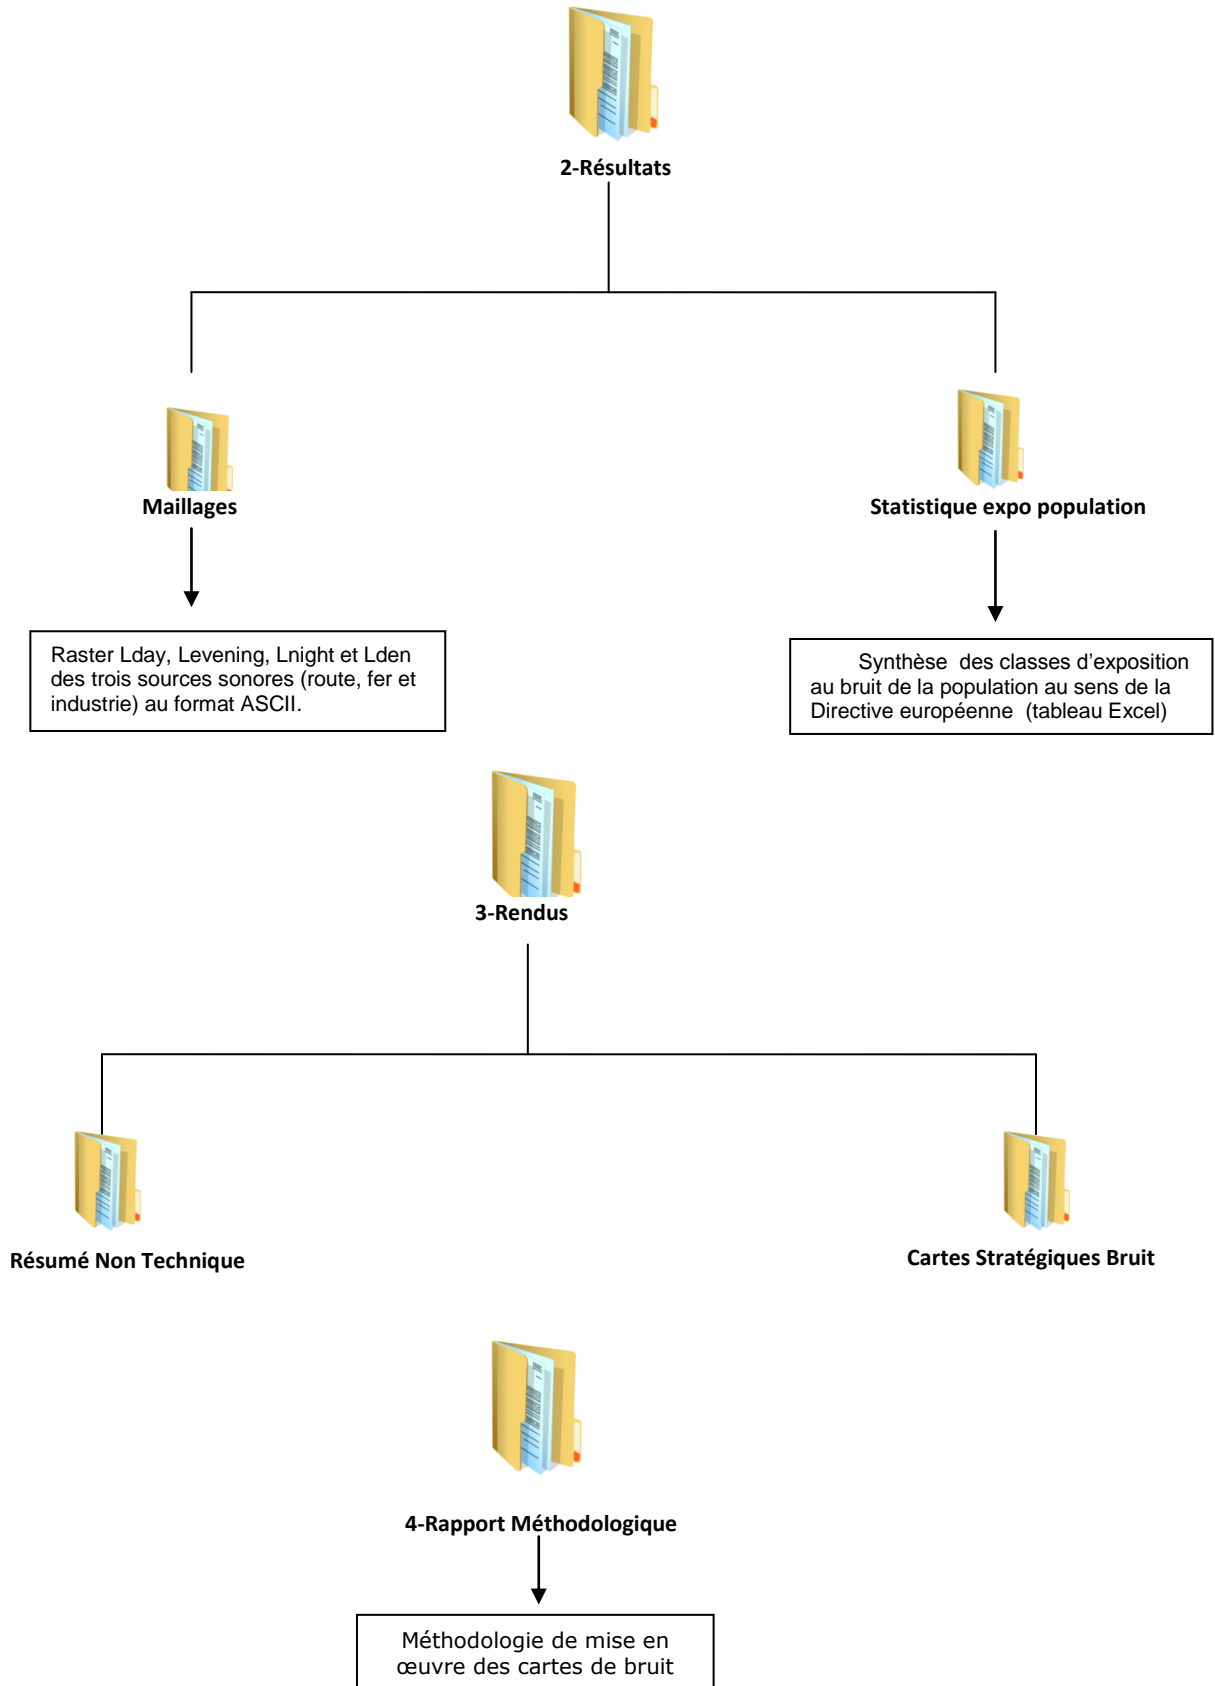 2-Résultats
Maillages
Statistique expo population
Raster Lday, Levening, Lnight et Lden
des trois sources sonores (route, fer et
industrie) au format ASCII.
Synthèse des classes d’exposition
au bruit de la population au sens de la
Directive européenne (tableau Excel)
3-Rendus
Résumé Non Technique
Cartes Stratégiques Bruit
4-Rapport Méthodologique
Méthodologie de mise en
œuvre des cartes de bruit